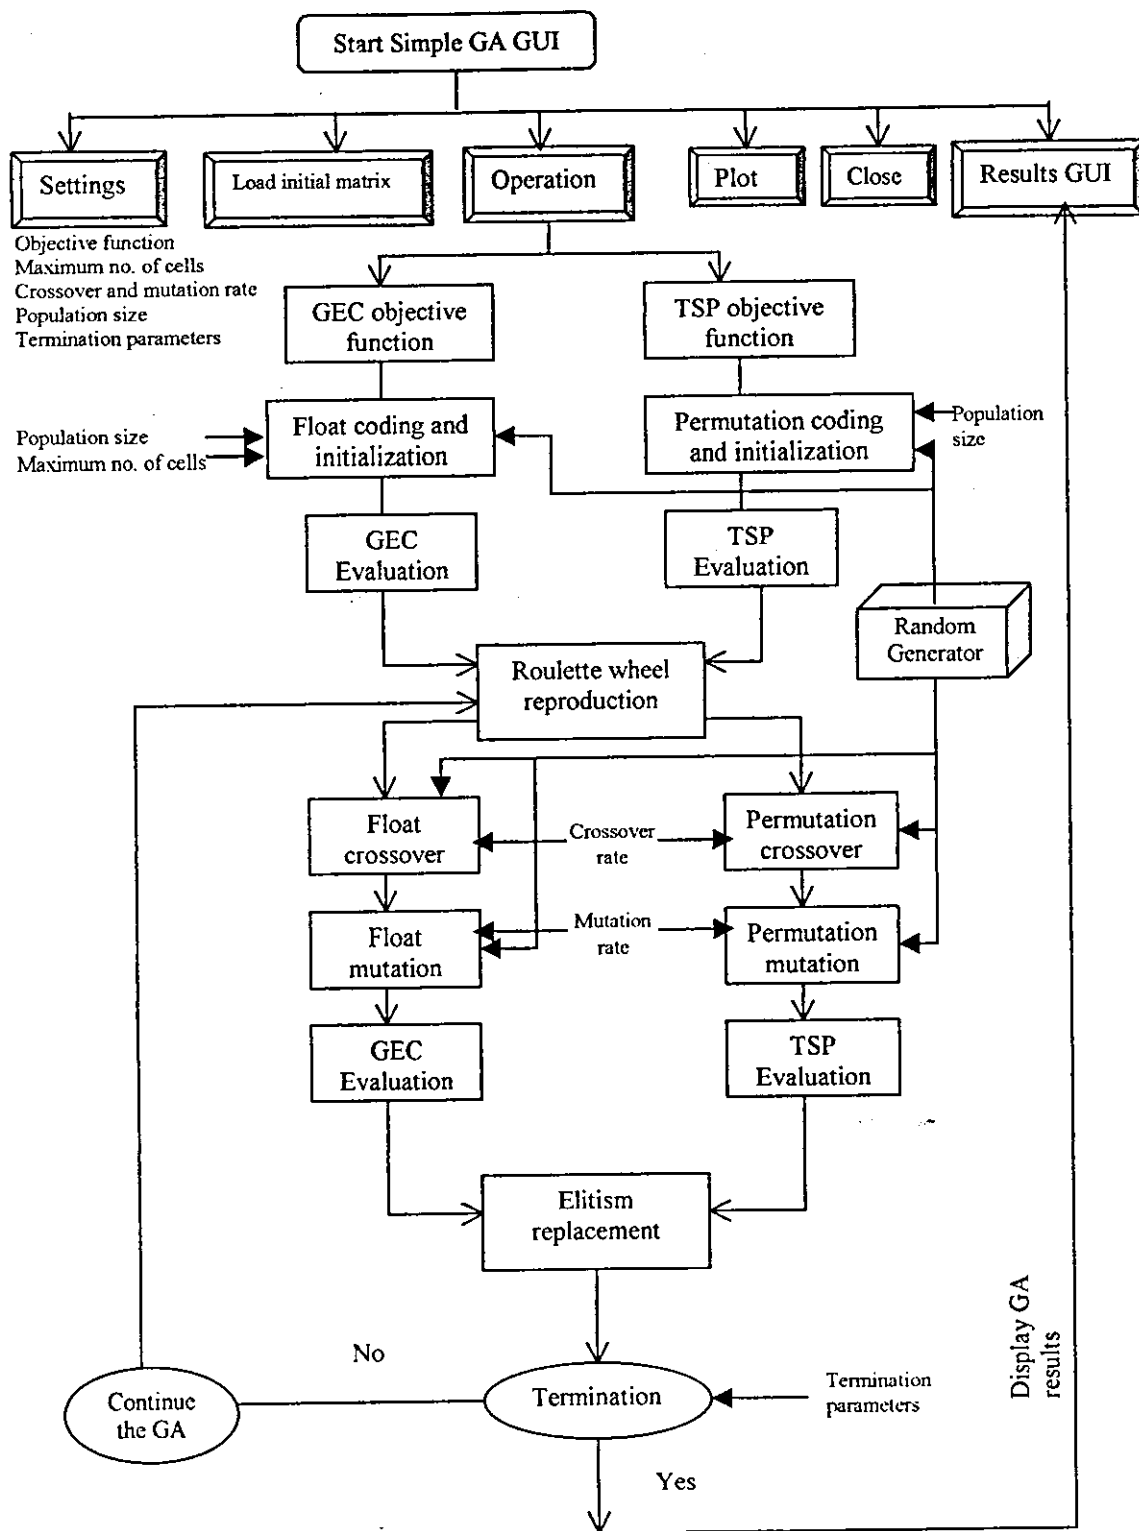 Start Simple GA GUI
Settings
Load initial matrix
Operation
Plot
Close
Results GUI
Objective function
Maximum no. of cells
Crossover and mutation rate
Population size
Termination parameters
GEC objective
function
TSP objective
function
Population size
Maximum no. of cells
Float coding and
initialization
Permutation coding
and initialization
Population
size
GEC
Evaluation
TSP
Evaluation
Random
Generator
Roulette wheel
reproduction
Float
crossover
Crossover
rate
Permutation
crossover
Float
mutation
Mutation
rate
Permutation
mutation
GEC
Evaluation
TSP
Evaluation
Elitism
replacement
Display GA
results
No
Continue
the GA
Termination
Termination
parameters
Yes